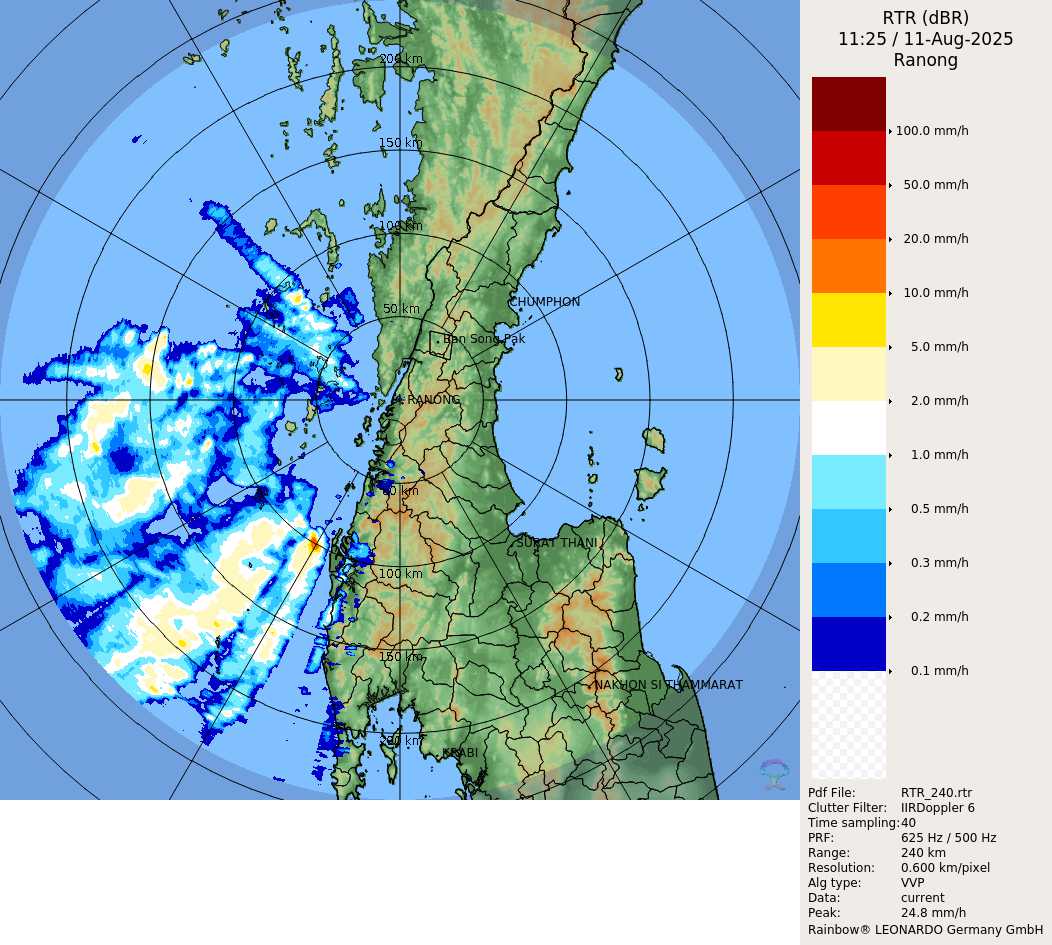 RTR (dBR)
11:25 / 11-Aug-2025
Ranong
200 km
150 km
100 km
50 km
CHUMPHON
Ban Song Pak
RANONG
50 km
SURAT THANI
100 km
150 km
NAKHON SI THAMMARAT
200 km
KRABI
100.0 mm/h
50.0 mm/h
20.0 mm/h
10.0 mm/h
5.0 mm/h
2.0 mm/h
1.0 mm/h
0.5 mm/h
0.3 mm/h
0.2 mm/h
0.1 mm/h
Pdf File: RTR_240.rtr
Clutter Filter: IIRDoppler 6
Time sampling:40
PRF: 625 Hz / 500 Hz
Range: 240 km
Resolution: 0.600 km/pixel
Alg type: VVP
Data: current
Peak: 24.8 mm/h
Rainbow® LEONARDO Germany GmbH